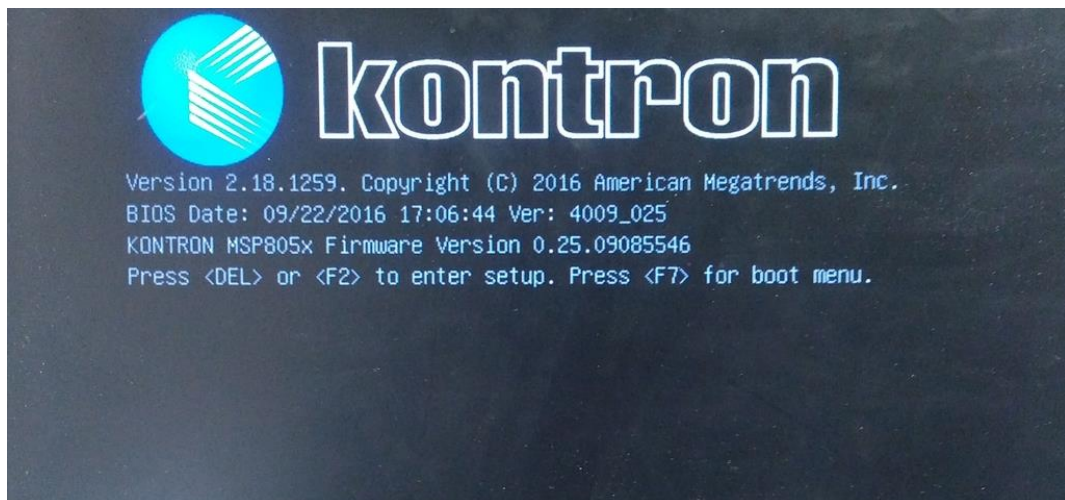 kontron
Version 2.18.1259. Copyright (C) 2016 American Megatrends, Inc.
BIOS Date: 09/22/2016 17:06:44 Ver: 4009_025
KONTRON MSP805x Firmware Version 0.25.09085546
Press <DEL> or <F2> to enter setup. Press <F7> for boot menu.